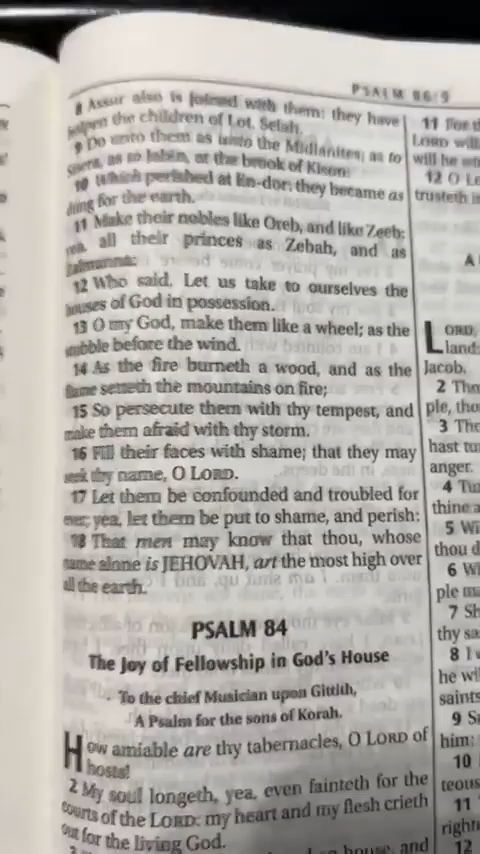 PSALM 86:9
8 Assur also is joined with them: they have
holpen the children of Lot. Selah.
9 Do unto them as unto the Midianites; as to
Sisera, as to Jabin, at the brook of Kison:
10 Which perished at En-dor: they became as
dung for the earth.
11 Make their nobles like Oreb, and like Zeeb:
yea, all their princes as Zebah, and as
Zalmunna:
12 Who said, Let us take to ourselves the
houses of God in possession.
13 O my God, make them like a wheel; as the
stubble before the wind.
14 As the fire burneth a wood, and as the
flame setteth the mountains on fire;
15 So persecute them with thy tempest, and
make them afraid with thy storm.
16 Fill their faces with shame; that they may
seek thy name, O LORD.
17 Let them be confounded and troubled for
ever; yea, let them be put to shame, and perish:
18 That men may know that thou, whose
name alone is JEHOVAH, art the most high over
all the earth.
PSALM 84
The Joy of Fellowship in God's House
To the chief Musician upon Gittith,
A Psalm for the sons of Korah.
How amiable are thy tabernacles, O LORD of
hosts!
2 My soul longeth, yea, even fainteth for the
courts of the LORD: my heart and my flesh crieth
out for the living God.
house, and
11 For
LORD will
will he
12 O
trusteth
LORD,
land:
Jacob.
2
ple,
3
hast
anger.
4
thine
5
thou
6
ple
7
thy
8 I
he
saints
9
him:
10
teous
11
12